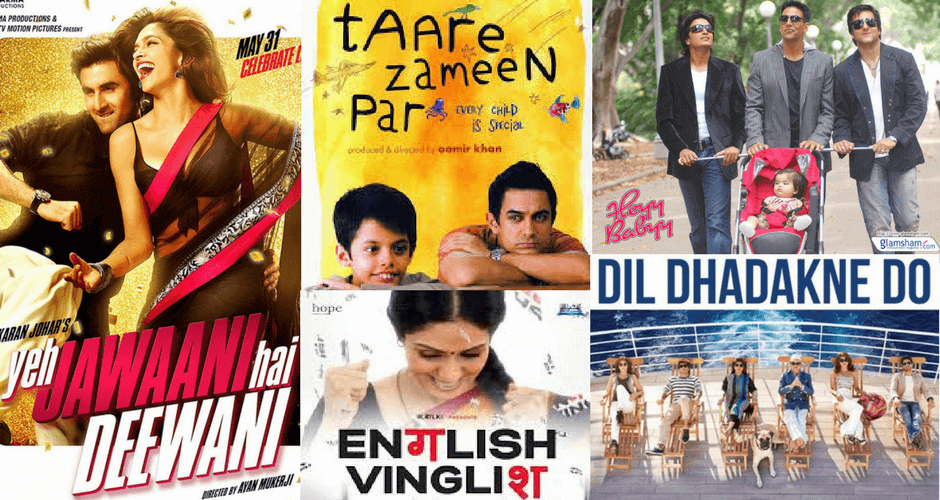 MA PRODUCTIONS &
TV MOTION PICTURES PRESENT
MAY 31
CELEBRATE
KARAN JOHAR'S
yeh JAWAANI hai
DEEWANI
DIRECTED BY AYAN MUKERJI
tAAre
zameeN
Par
EVERY CHILD
IS SPECIAL
produced & directed by aamir khan
hope
ENगLISH
VINGLIश
Heyy
Babyy
glamsham.com
DIL DHADAKNE DO